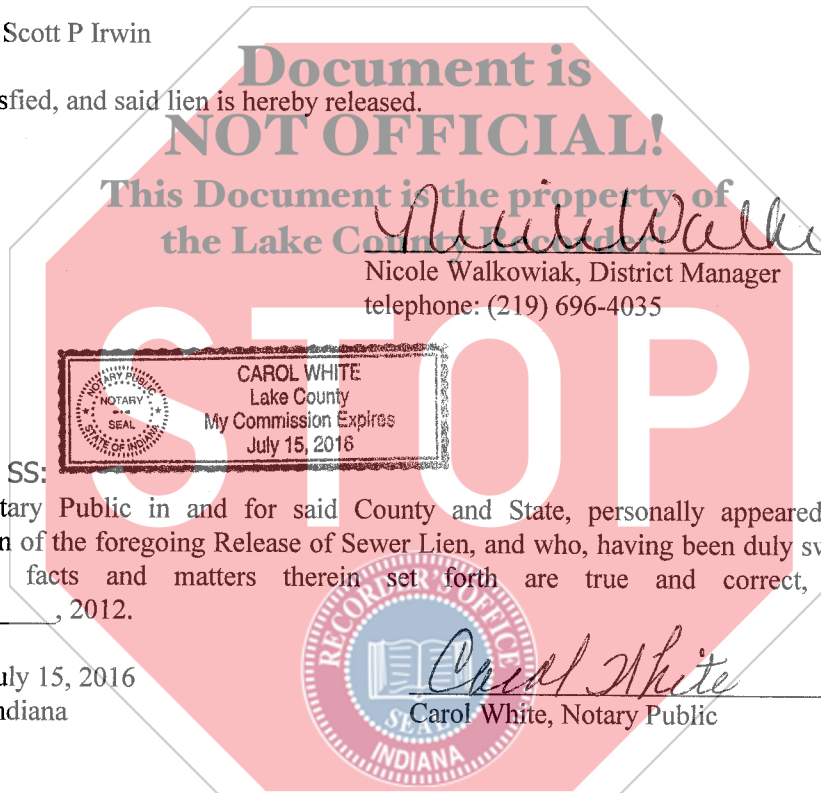 Scott P Irwin
Document is
sfied, and said lien is hereby released.
NOT OFFICIAL!
This Document is the property of
the Lake County Recorder!
Nicole Walkowiak, District Manager
telephone: (219) 696-4035
STOP
CAROL WHITE
Lake County
My Commission Expires
July 15, 2016
NOTARY PUBLIC
NOTARY
SEAL
STATE OF INDIANA
SS:
tary Public in and for said County and State, personally appeared
n of the foregoing Release of Sewer Lien, and who, having been duly sv
facts and matters therein set forth are true and correct,
, 2012.
RECORDER'S OFFICE
SEAL
INDIANA
uly 15, 2016
ndiana
Carol White
Carol White, Notary Public